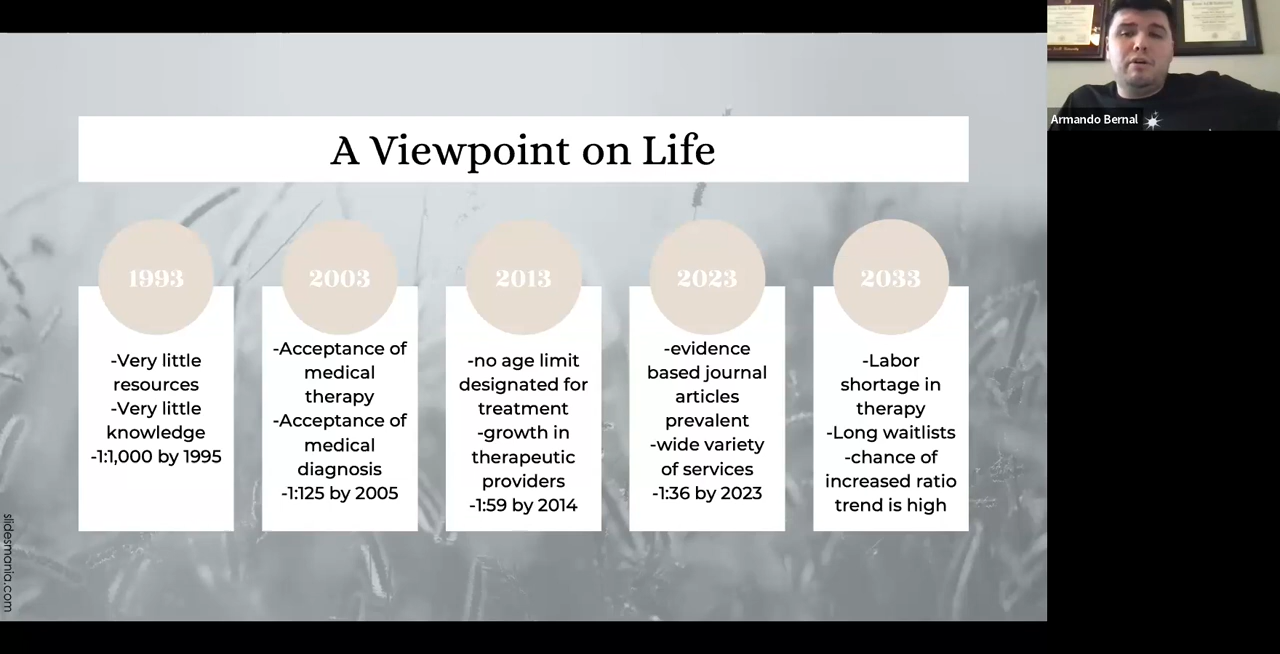 A Viewpoint on Life
1993
-Very little
resources
-Very little
knowledge
-1:1,000 by 1995
2003
-Acceptance of
medical
therapy
-Acceptance of
medical
diagnosis
-1:125 by 2005
2013
-no age limit
designated for
treatment
-growth in
therapeutic
providers
-1:59 by 2014
2023
-evidence
based journal
articles
prevalent
-wide variety
of services
-1:36 by 2023
2033
-Labor
shortage in
therapy
-Long waitlists
-chance of
increased ratio
trend is high
slidesmania.com
Armando Bernal